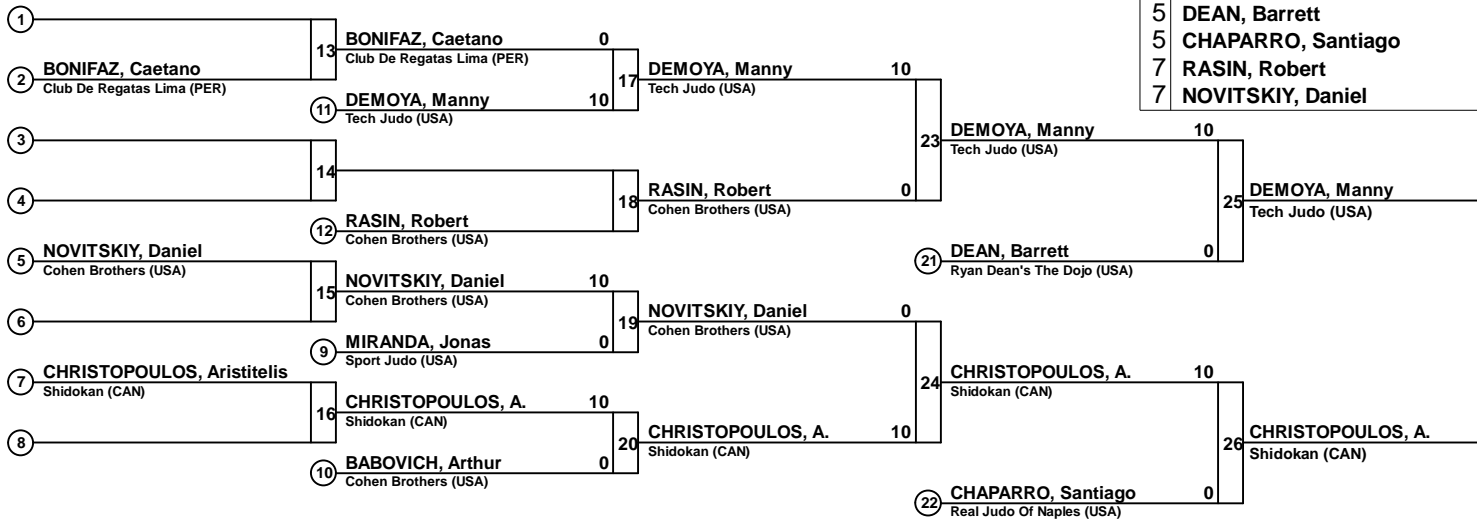 5 DEAN, Barrett
5 CHAPARRO, Santiago
7 RASIN, Robert
7 NOVITSKIY, Daniel
1
2 BONIFAZ, Caetano
Club De Regatas Lima (PER)
3
4
5 NOVITSKIY, Daniel
Cohen Brothers (USA)
6
7 CHRISTOPOULOS, Aristitelis
Shidokan (CAN)
8
13
14
15
16
BONIFAZ, Caetano 0
Club De Regatas Lima (PER)
11 DEMOYA, Manny 10
Tech Judo (USA)
12 RASIN, Robert
Cohen Brothers (USA)
NOVITSKIY, Daniel 10
Cohen Brothers (USA)
9 MIRANDA, Jonas 0
Sport Judo (USA)
CHRISTOPOULOS, A. 10
Shidokan (CAN)
10 BABOVICH, Arthur 0
Cohen Brothers (USA)
17
18
19
20
DEMOYA, Manny 10
Tech Judo (USA)
RASIN, Robert 0
Cohen Brothers (USA)
NOVITSKIY, Daniel 0
Cohen Brothers (USA)
CHRISTOPOULOS, A. 10
Shidokan (CAN)
23
24
DEMOYA, Manny 10
Tech Judo (USA)
21 DEAN, Barrett 0
Ryan Dean's The Dojo (USA)
CHRISTOPOULOS, A. 10
Shidokan (CAN)
22 CHAPARRO, Santiago 0
Real Judo Of Naples (USA)
25
26
DEMOYA, Manny
Tech Judo (USA)
CHRISTOPOULOS, A.
Shidokan (CAN)